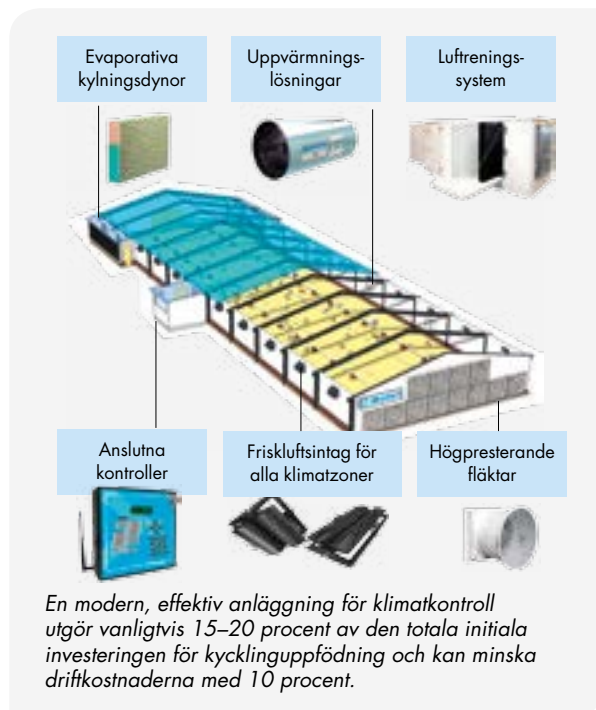 Evaporativa
kylningsdynor
Uppvärmnings-
lösningar
Luftrenings-
system
Anslutna
kontroller
Friskluftsintag för
alla klimatzoner
Högpresterande
fläktar
En modern, effektiv anläggning för klimatkontroll
utgör vanligtvis 15–20 procent av den totala initiala
investeringen för kycklinguppfödning och kan minska
driftkostnaderna med 10 procent.